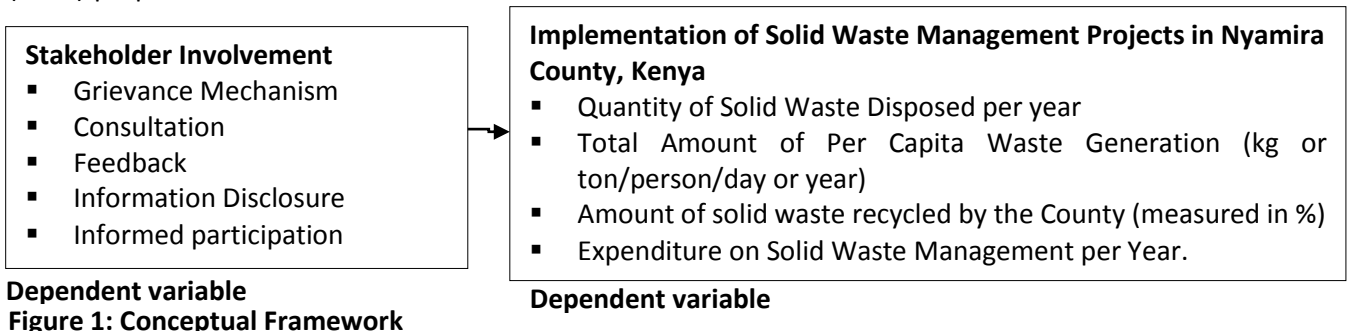 Stakeholder Involvement
▪ Grievance Mechanism
▪ Consultation
▪ Feedback
▪ Information Disclosure
▪ Informed participation
Implementation of Solid Waste Management Projects in Nyamira
County, Kenya
▪ Quantity of Solid Waste Disposed per year
▪ Total Amount of Per Capita Waste Generation (kg or
ton/person/day or year)
▪ Amount of solid waste recycled by the County (measured in %)
▪ Expenditure on Solid Waste Management per Year.
Dependent variable
Dependent variable
Figure 1: Conceptual Framework